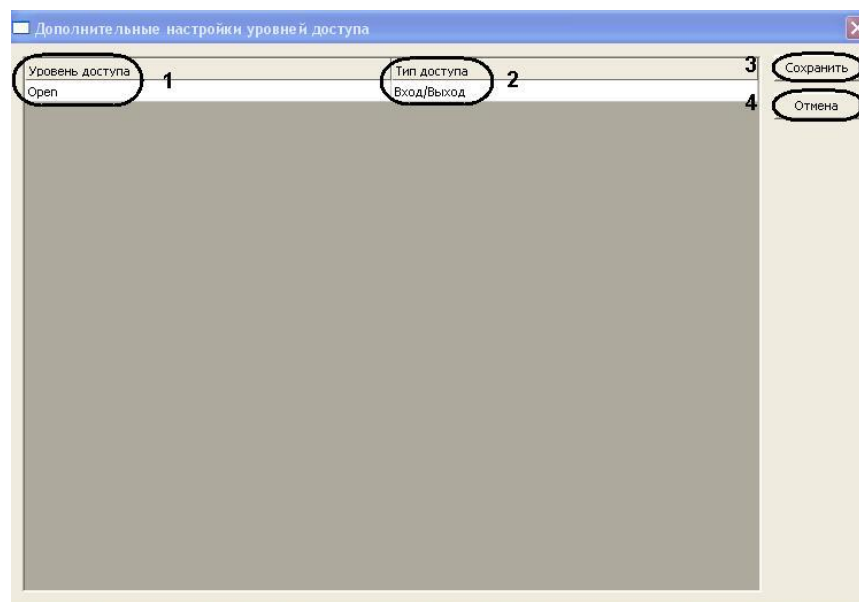 Дополнительные настройки уровней доступа
Уровень доступа 1 Тип доступа 2 3 Сохранить
Open Вход/Выход 4 Отмена